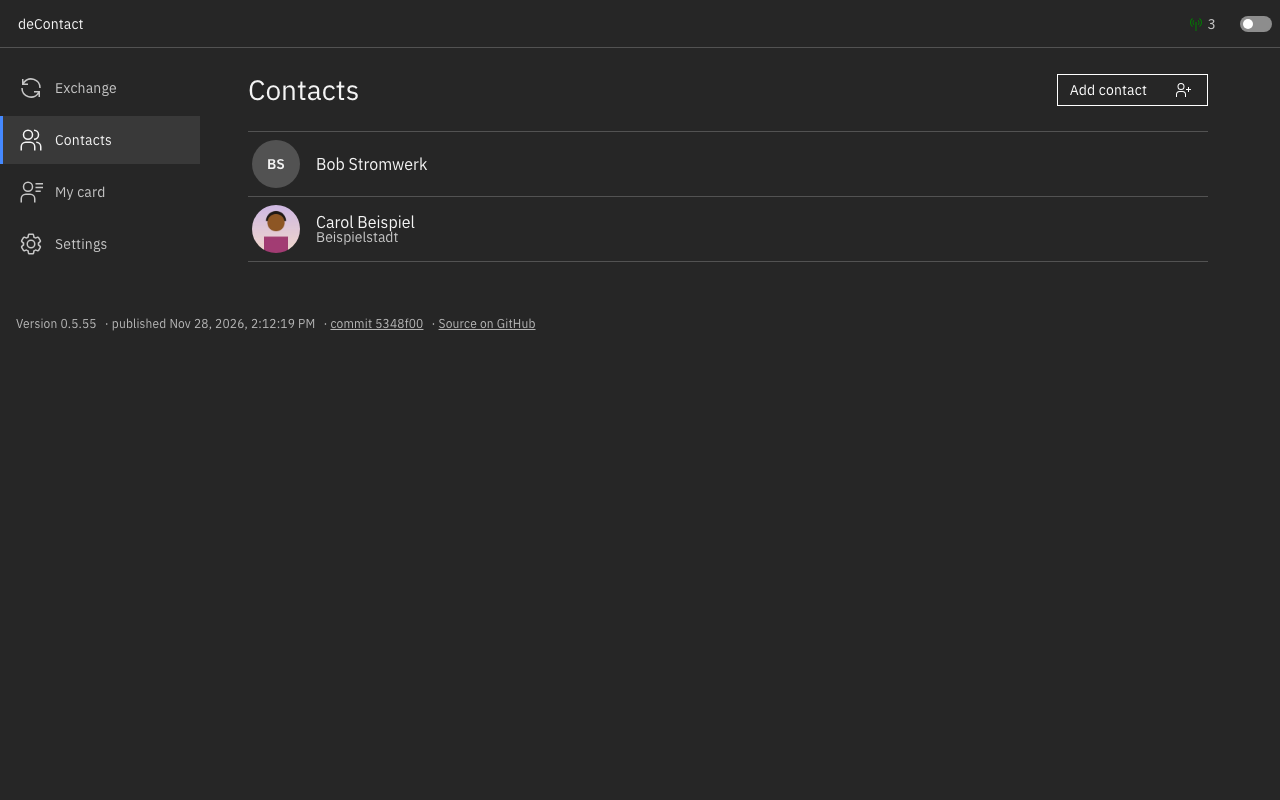 deContact
3
Exchange
Contacts
My card
Settings
Contacts
Add contact
BS
Bob Stromwerk
Carol Beispiel
Beispielstadt
Version 0.5.55 · published Nov 28, 2026, 2:12:19 PM · commit 5348f00 · Source on GitHub